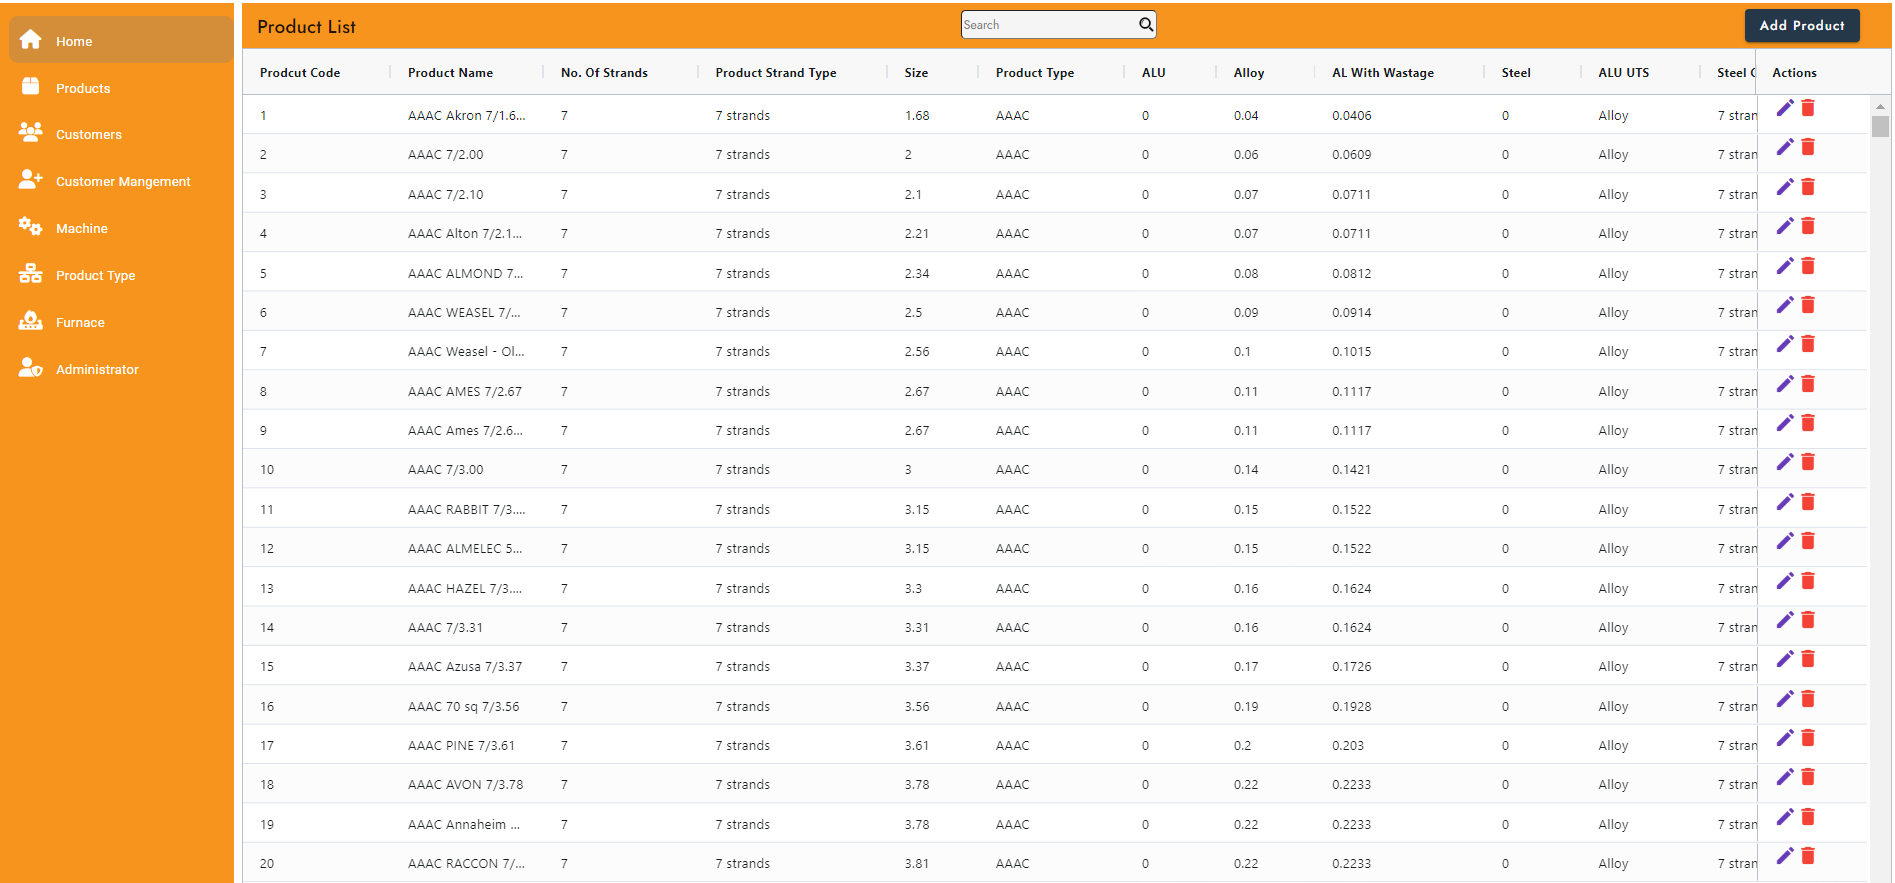 Home
Products
Customers
Customer Mangement
Machine
Product Type
Furnace
Administrator
Product List Search Add Product
Prodcut Code Product Name No. Of Strands Product Strand Type Size Product Type ALU Alloy AL With Wastage Steel ALU UTS Steel Actions
1 AAAC Akron 7/1.6... 7 7 strands 1.68 AAAC 0 0.04 0.0406 0 Alloy 7 stran
2 AAAC 7/2.00 7 7 strands 2 AAAC 0 0.06 0.0609 0 Alloy 7 stran
3 AAAC 7/2.10 7 7 strands 2.1 AAAC 0 0.07 0.0711 0 Alloy 7 stran
4 AAAC Alton 7/2.1... 7 7 strands 2.21 AAAC 0 0.07 0.0711 0 Alloy 7 stran
5 AAAC ALMOND 7... 7 7 strands 2.34 AAAC 0 0.08 0.0812 0 Alloy 7 stran
6 AAAC WEASEL 7/... 7 7 strands 2.5 AAAC 0 0.09 0.0914 0 Alloy 7 stran
7 AAAC Weasel - Ol... 7 7 strands 2.56 AAAC 0 0.1 0.1015 0 Alloy 7 stran
8 AAAC AMES 7/2.67 7 7 strands 2.67 AAAC 0 0.11 0.1117 0 Alloy 7 stran
9 AAAC Ames 7/2.6... 7 7 strands 2.67 AAAC 0 0.11 0.1117 0 Alloy 7 stran
10 AAAC 7/3.00 7 7 strands 3 AAAC 0 0.14 0.1421 0 Alloy 7 stran
11 AAAC RABBIT 7/3.... 7 7 strands 3.15 AAAC 0 0.15 0.1522 0 Alloy 7 stran
12 AAAC ALMELEC 5... 7 7 strands 3.15 AAAC 0 0.15 0.1522 0 Alloy 7 stran
13 AAAC HAZEL 7/3.... 7 7 strands 3.3 AAAC 0 0.16 0.1624 0 Alloy 7 stran
14 AAAC 7/3.31 7 7 strands 3.31 AAAC 0 0.16 0.1624 0 Alloy 7 stran
15 AAAC Azusa 7/3.37 7 7 strands 3.37 AAAC 0 0.17 0.1726 0 Alloy 7 stran
16 AAAC 70 sq 7/3.56 7 7 strands 3.56 AAAC 0 0.19 0.1928 0 Alloy 7 stran
17 AAAC PINE 7/3.61 7 7 strands 3.61 AAAC 0 0.2 0.203 0 Alloy 7 stran
18 AAAC AVON 7/3.78 7 7 strands 3.78 AAAC 0 0.22 0.2233 0 Alloy 7 stran
19 AAAC Annaheim ... 7 7 strands 3.78 AAAC 0 0.22 0.2233 0 Alloy 7 stran
20 AAAC RACCON 7/... 7 7 strands 3.81 AAAC 0 0.22 0.2233 0 Alloy 7 stran